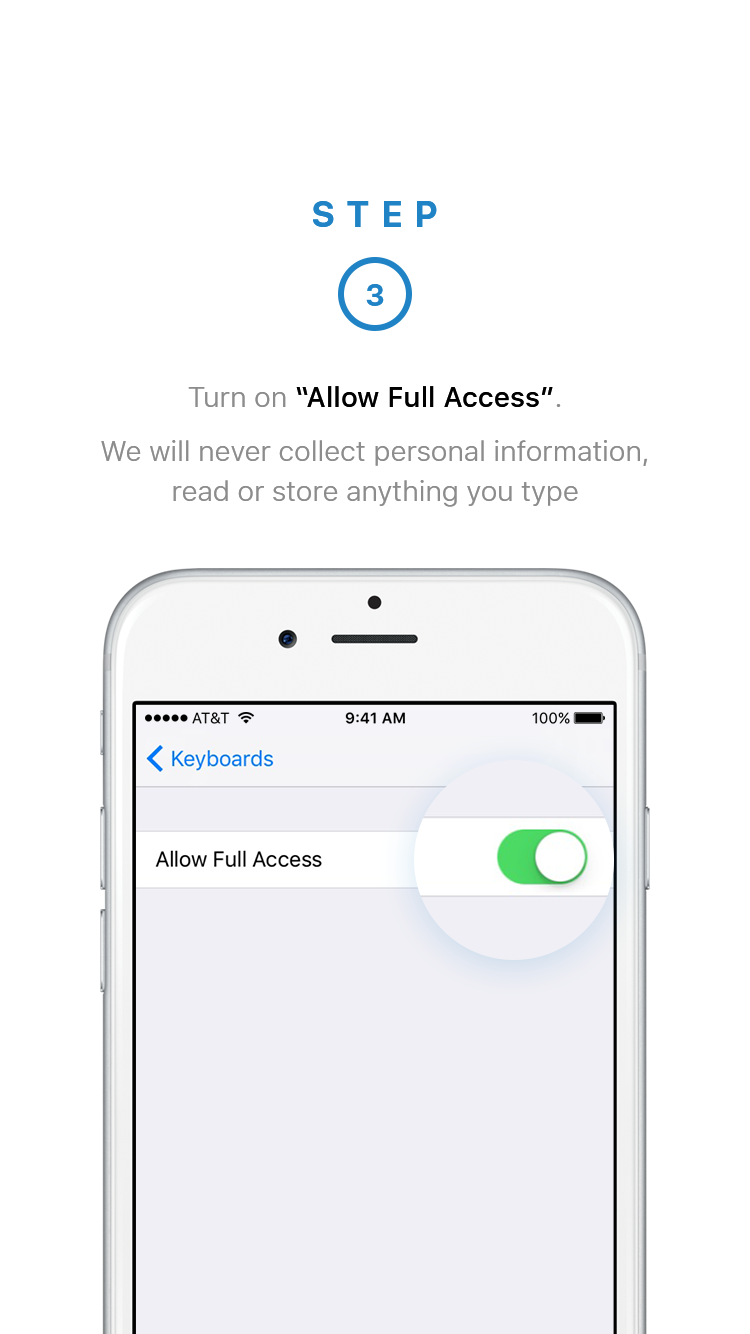 STEP
3
Turn on “Allow Full Access”.
We will never collect personal information,
read or store anything you type
AT&T 9:41 AM 100%
Keyboards
Allow Full Access